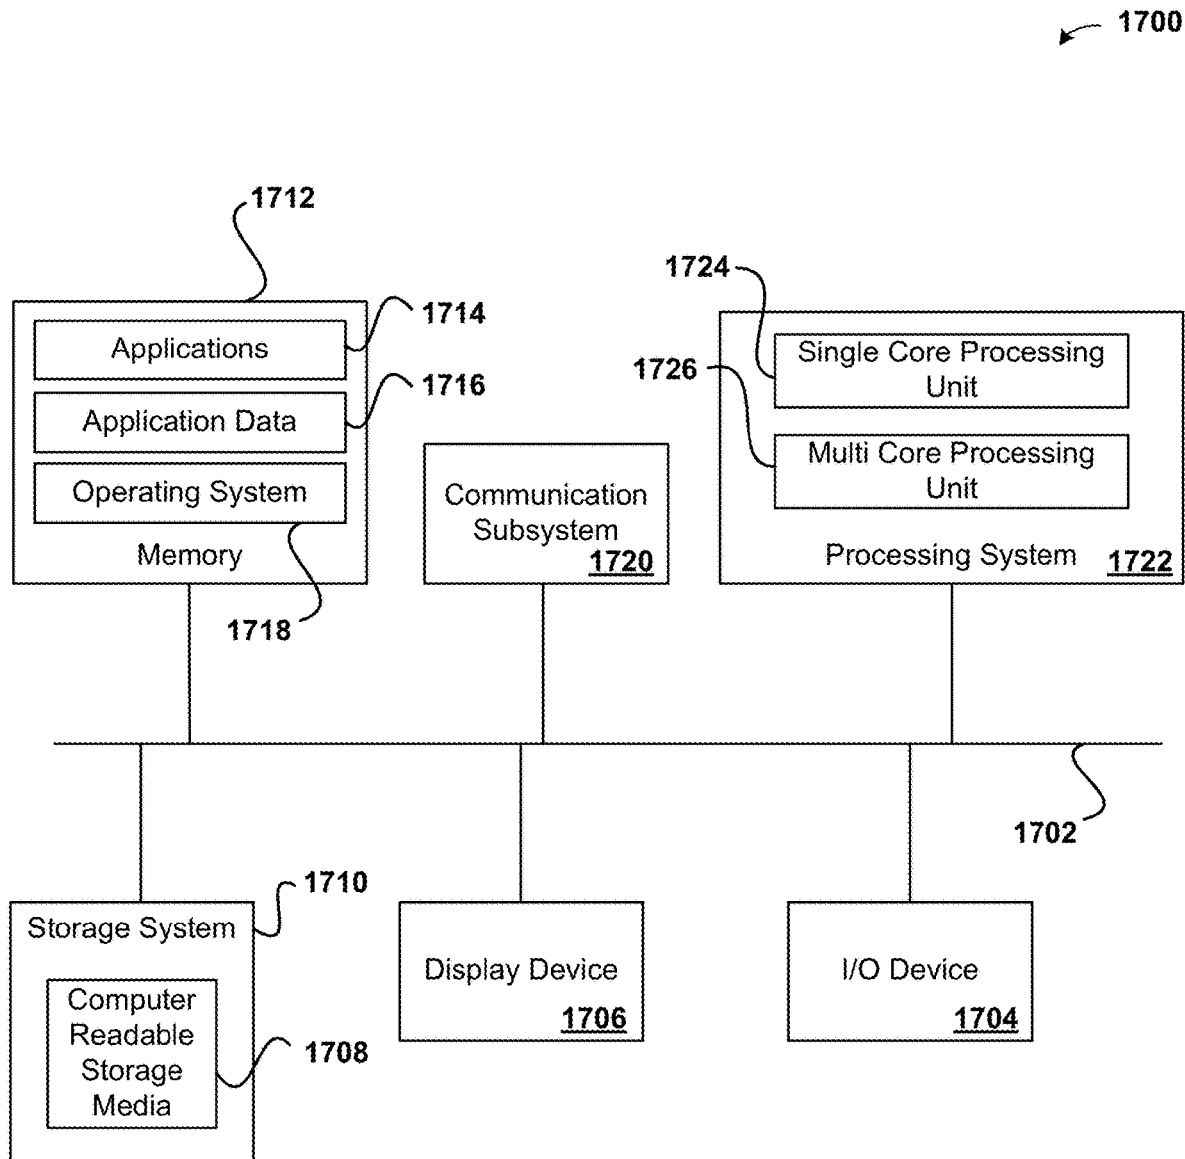 1700
1712
1724
1714
Applications
Single Core Processing
Unit
1726
1716
Application Data
Multi Core Processing
Unit
Operating System
Communication
Subsystem
1720
Memory
Processing System
1722
1718
1702
1710
Storage System
Computer
Readable
Storage
Media
1708
Display Device
1706
I/O Device
1704